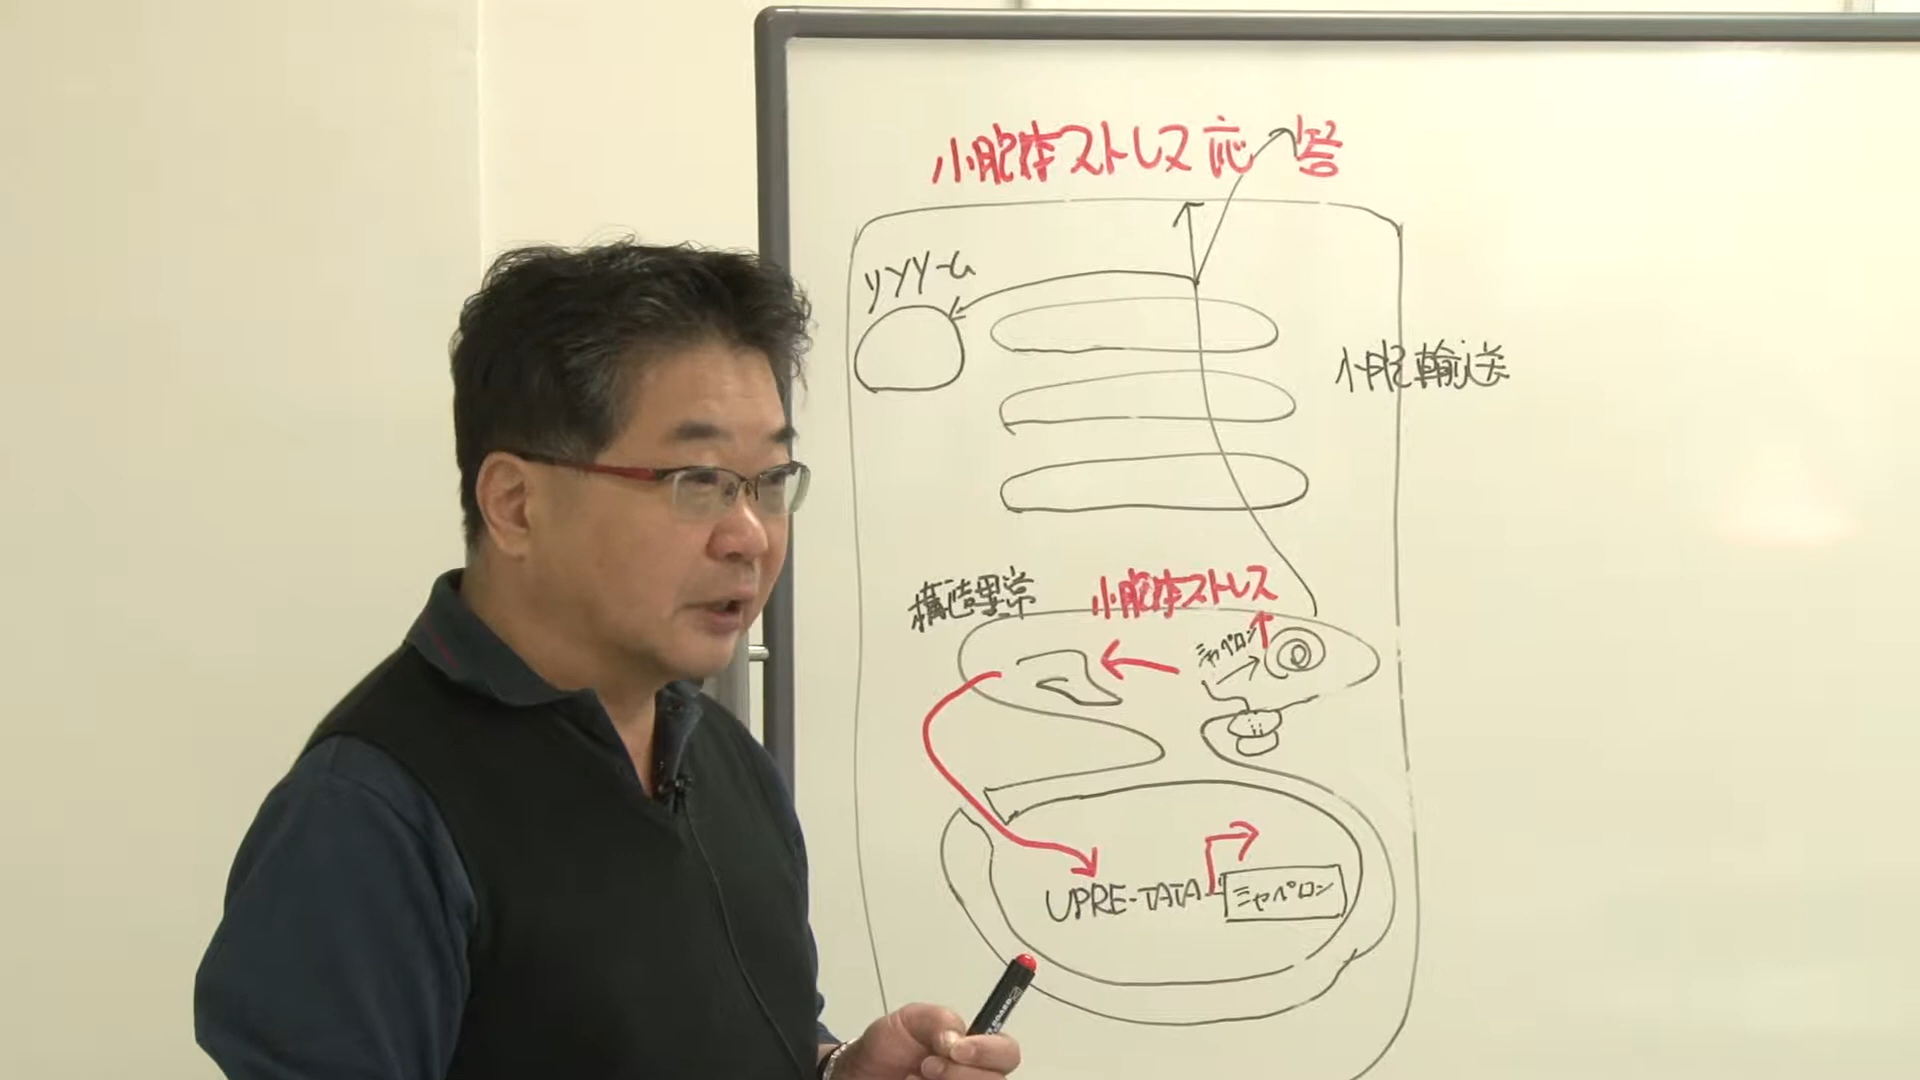 小胞体ストレス応答
リソソーム
小胞輸送
構造異常
小胞体ストレス
シャペロン
UPRE-TATA
シャペロン